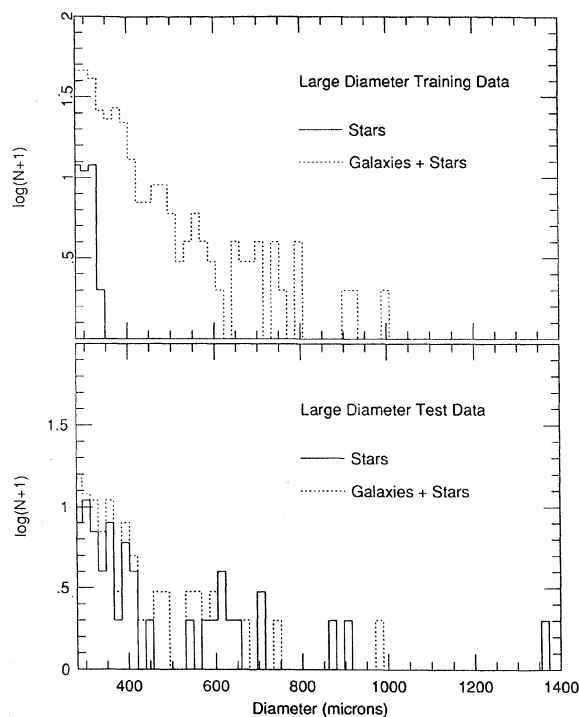 2
1.5
1
.5
log(N+1)
Large Diameter Training Data
Stars
Galaxies + Stars
1.5
1
.5
0
log(N+1)
Large Diameter Test Data
Stars
Galaxies + Stars
400 600 800 1000 1200 1400
Diameter (microns)